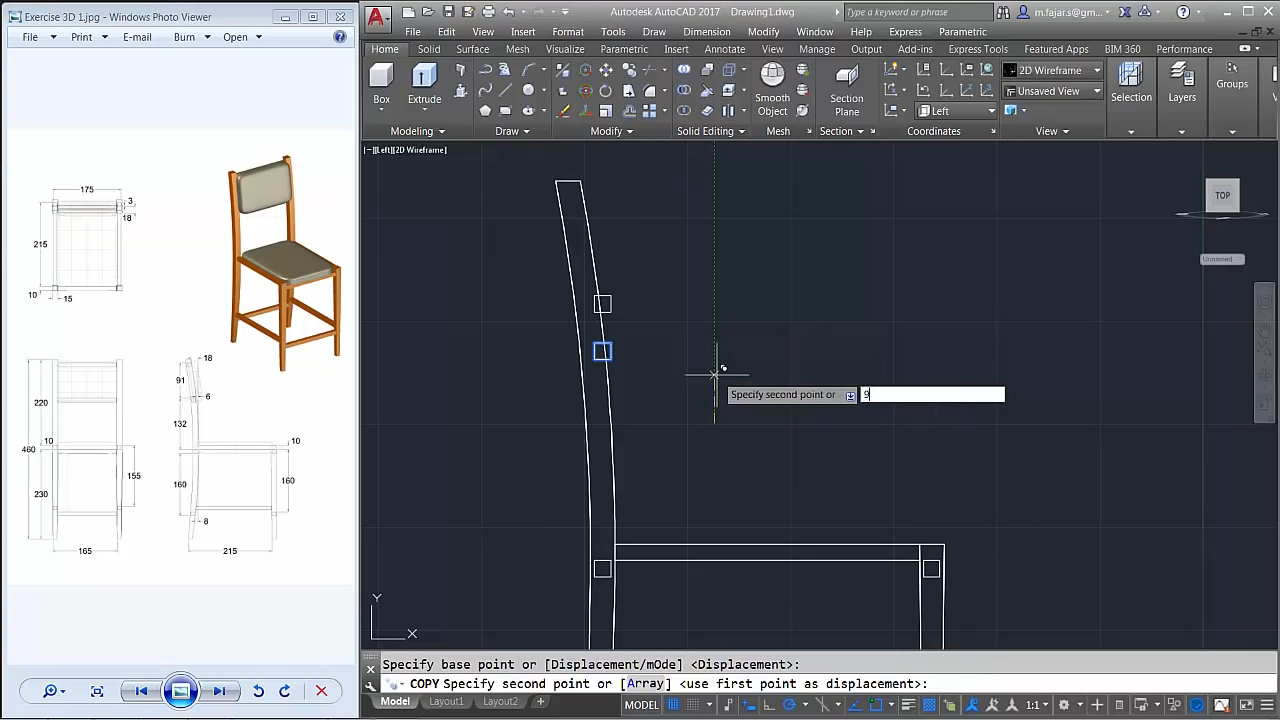 Exercise 3D 1.jpg - Windows Photo Viewer
File Print E-mail Burn Open
175
3
18
215
10
15
18
91
6
220
132
10
10
460
155
160
160
230
8
165
215
Autodesk AutoCAD 2017 Drawing1.dwg
Type a keyword or phrase
m.fajar.s@gm...
File Edit View Insert Format Tools Draw Dimension Modify Window Help Express Parametric
Home Solid Surface Mesh Visualize Parametric Insert Annotate View Manage Output Add-ins Express Tools Featured Apps BIM 360 Performance
Box
Extrude
Smooth Object
Section Plane
2D Wireframe
Unsaved View
Left
Selection
Layers
Groups
Modeling Draw Modify Solid Editing Mesh Section Coordinates View
[−][Left][2D Wireframe]
TOP
Unnamed
Specify second point or 9
Y
X
Specify base point or [Displacement/mOde] <Displacement>:
COPY Specify second point or [Array] <use first point as displacement>:
Model Layout1 Layout2 +
MODEL
1:1